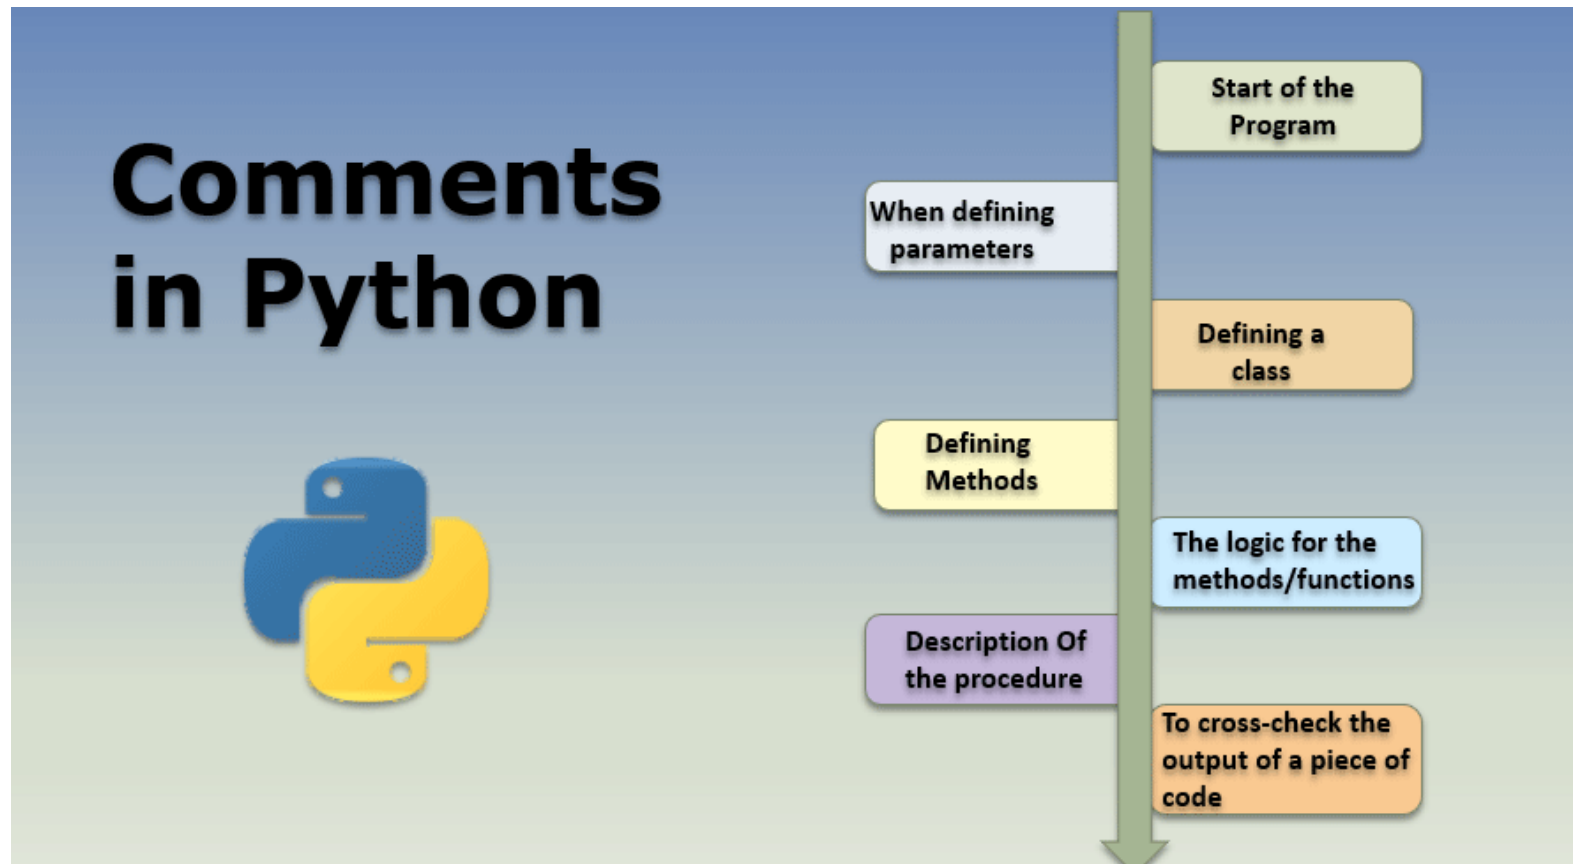 Comments
in Python
Start of the
Program
When defining
parameters
Defining a
class
Defining
Methods
The logic for the
methods/functions
Description Of
the procedure
To cross-check the
output of a piece of
code